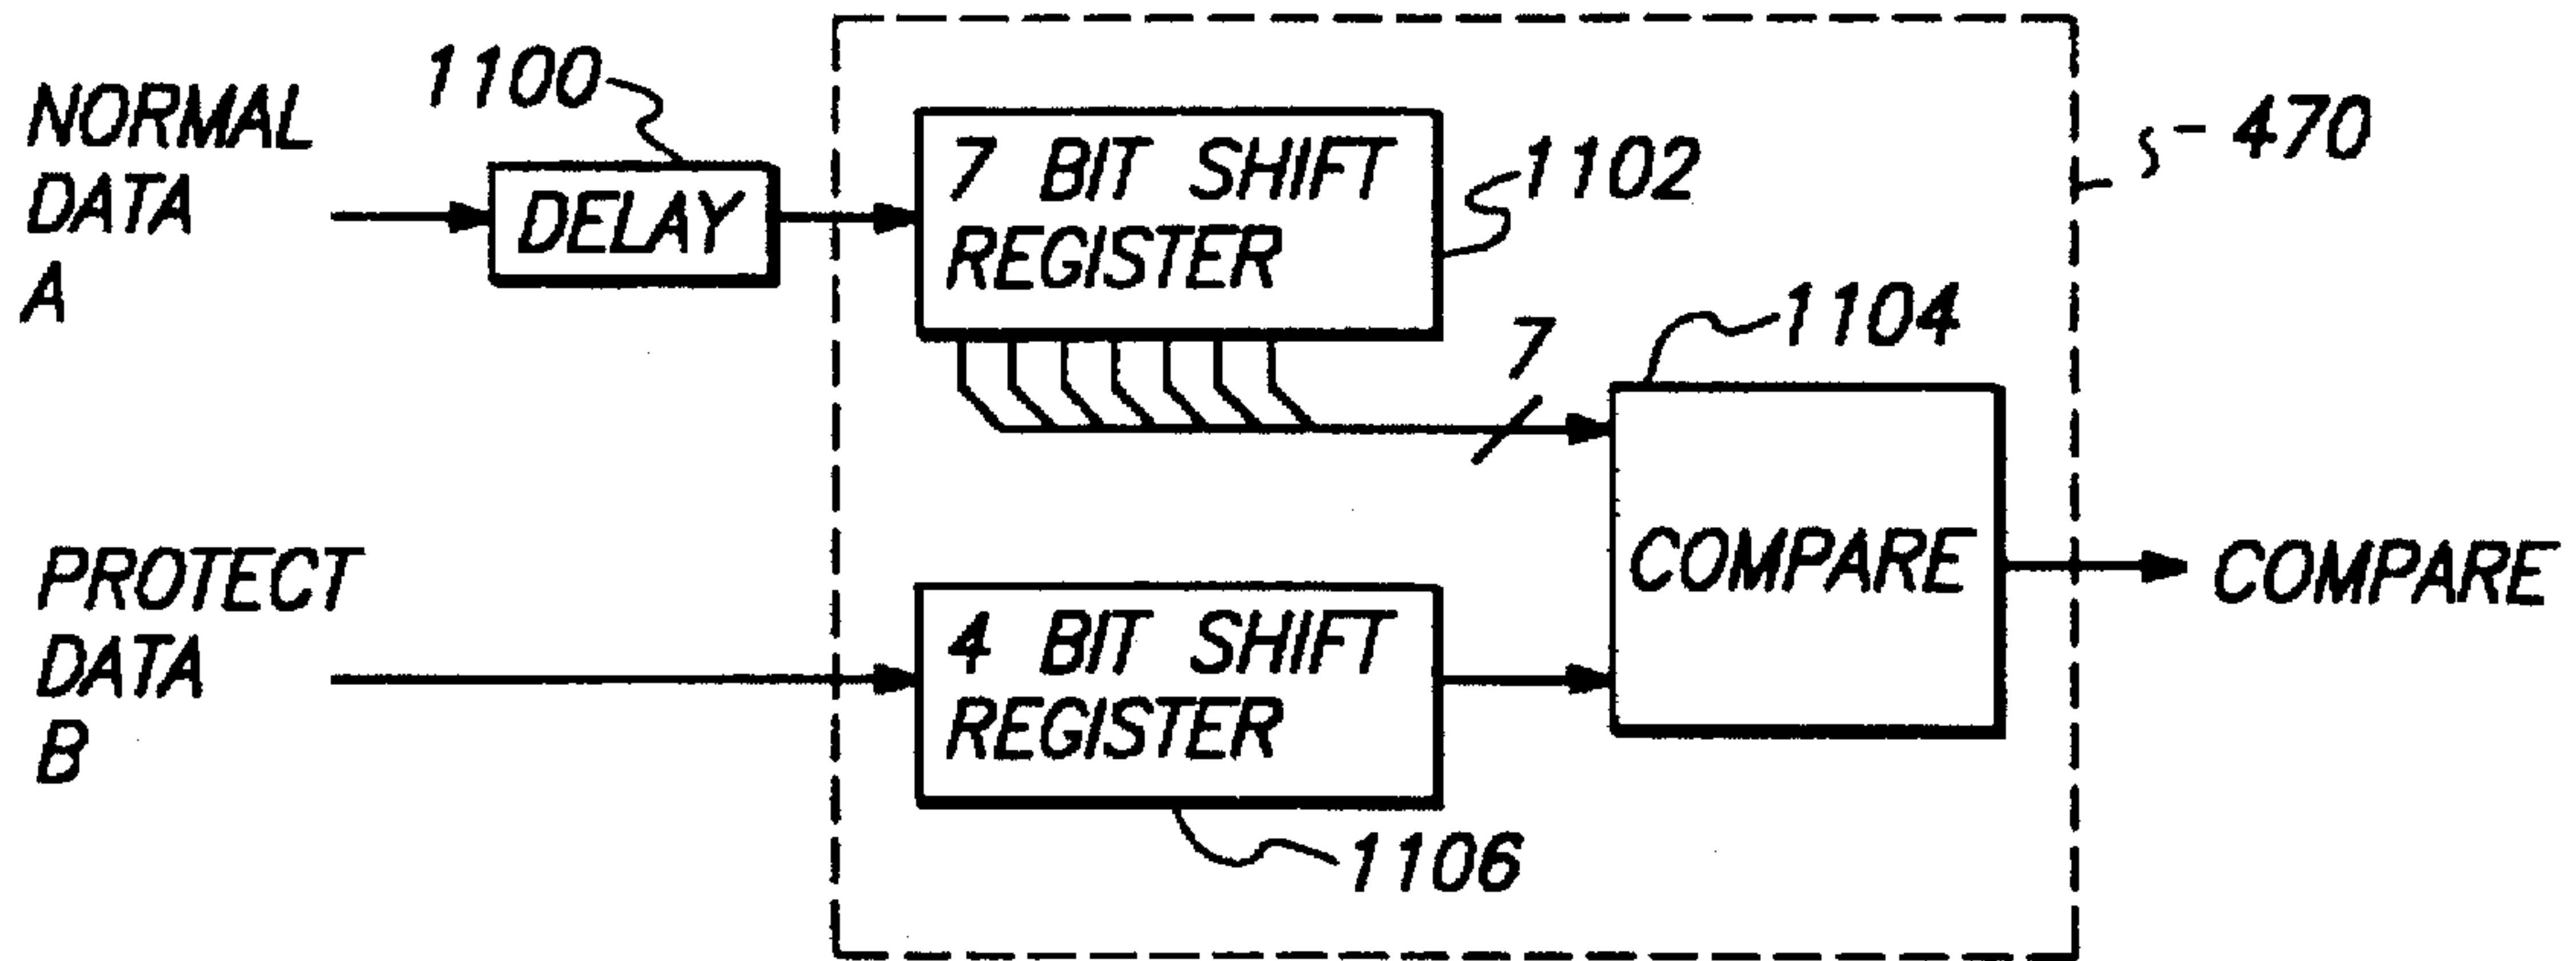 NORMAL
DATA
A
1100
DELAY
7 BIT SHIFT
REGISTER
1102
470
7
1104
COMPARE
COMPARE
PROTECT
DATA
B
4 BIT SHIFT
REGISTER
1106